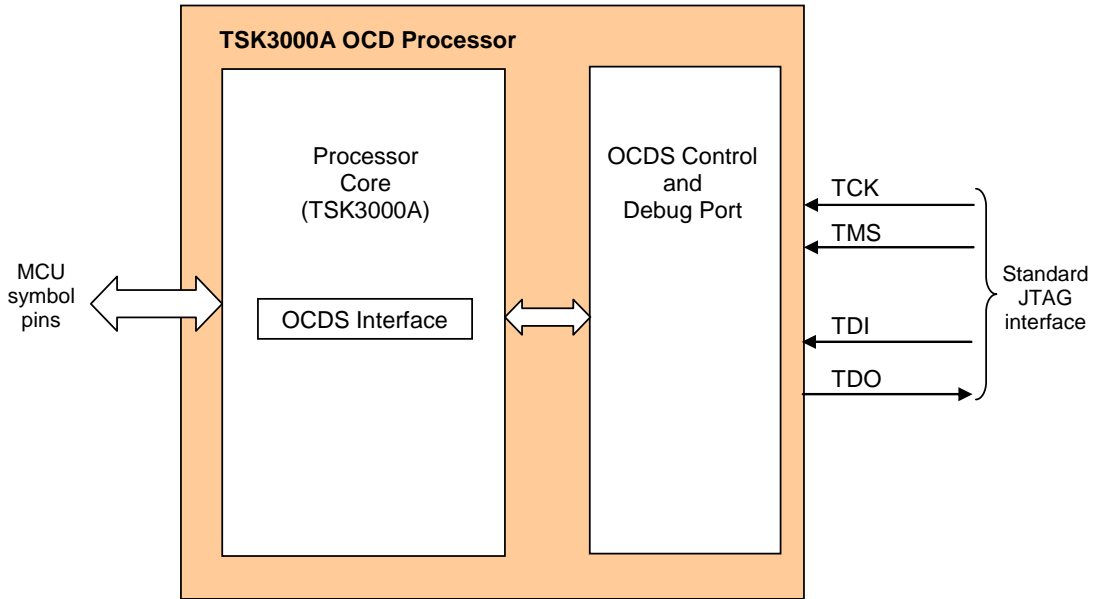 TSK3000A OCD Processor
Processor
Core
(TSK3000A)
OCDS Interface
OCDS Control
and
Debug Port
MCU
symbol
pins
TCK
TMS
TDI
TDO
Standard
JTAG
interface